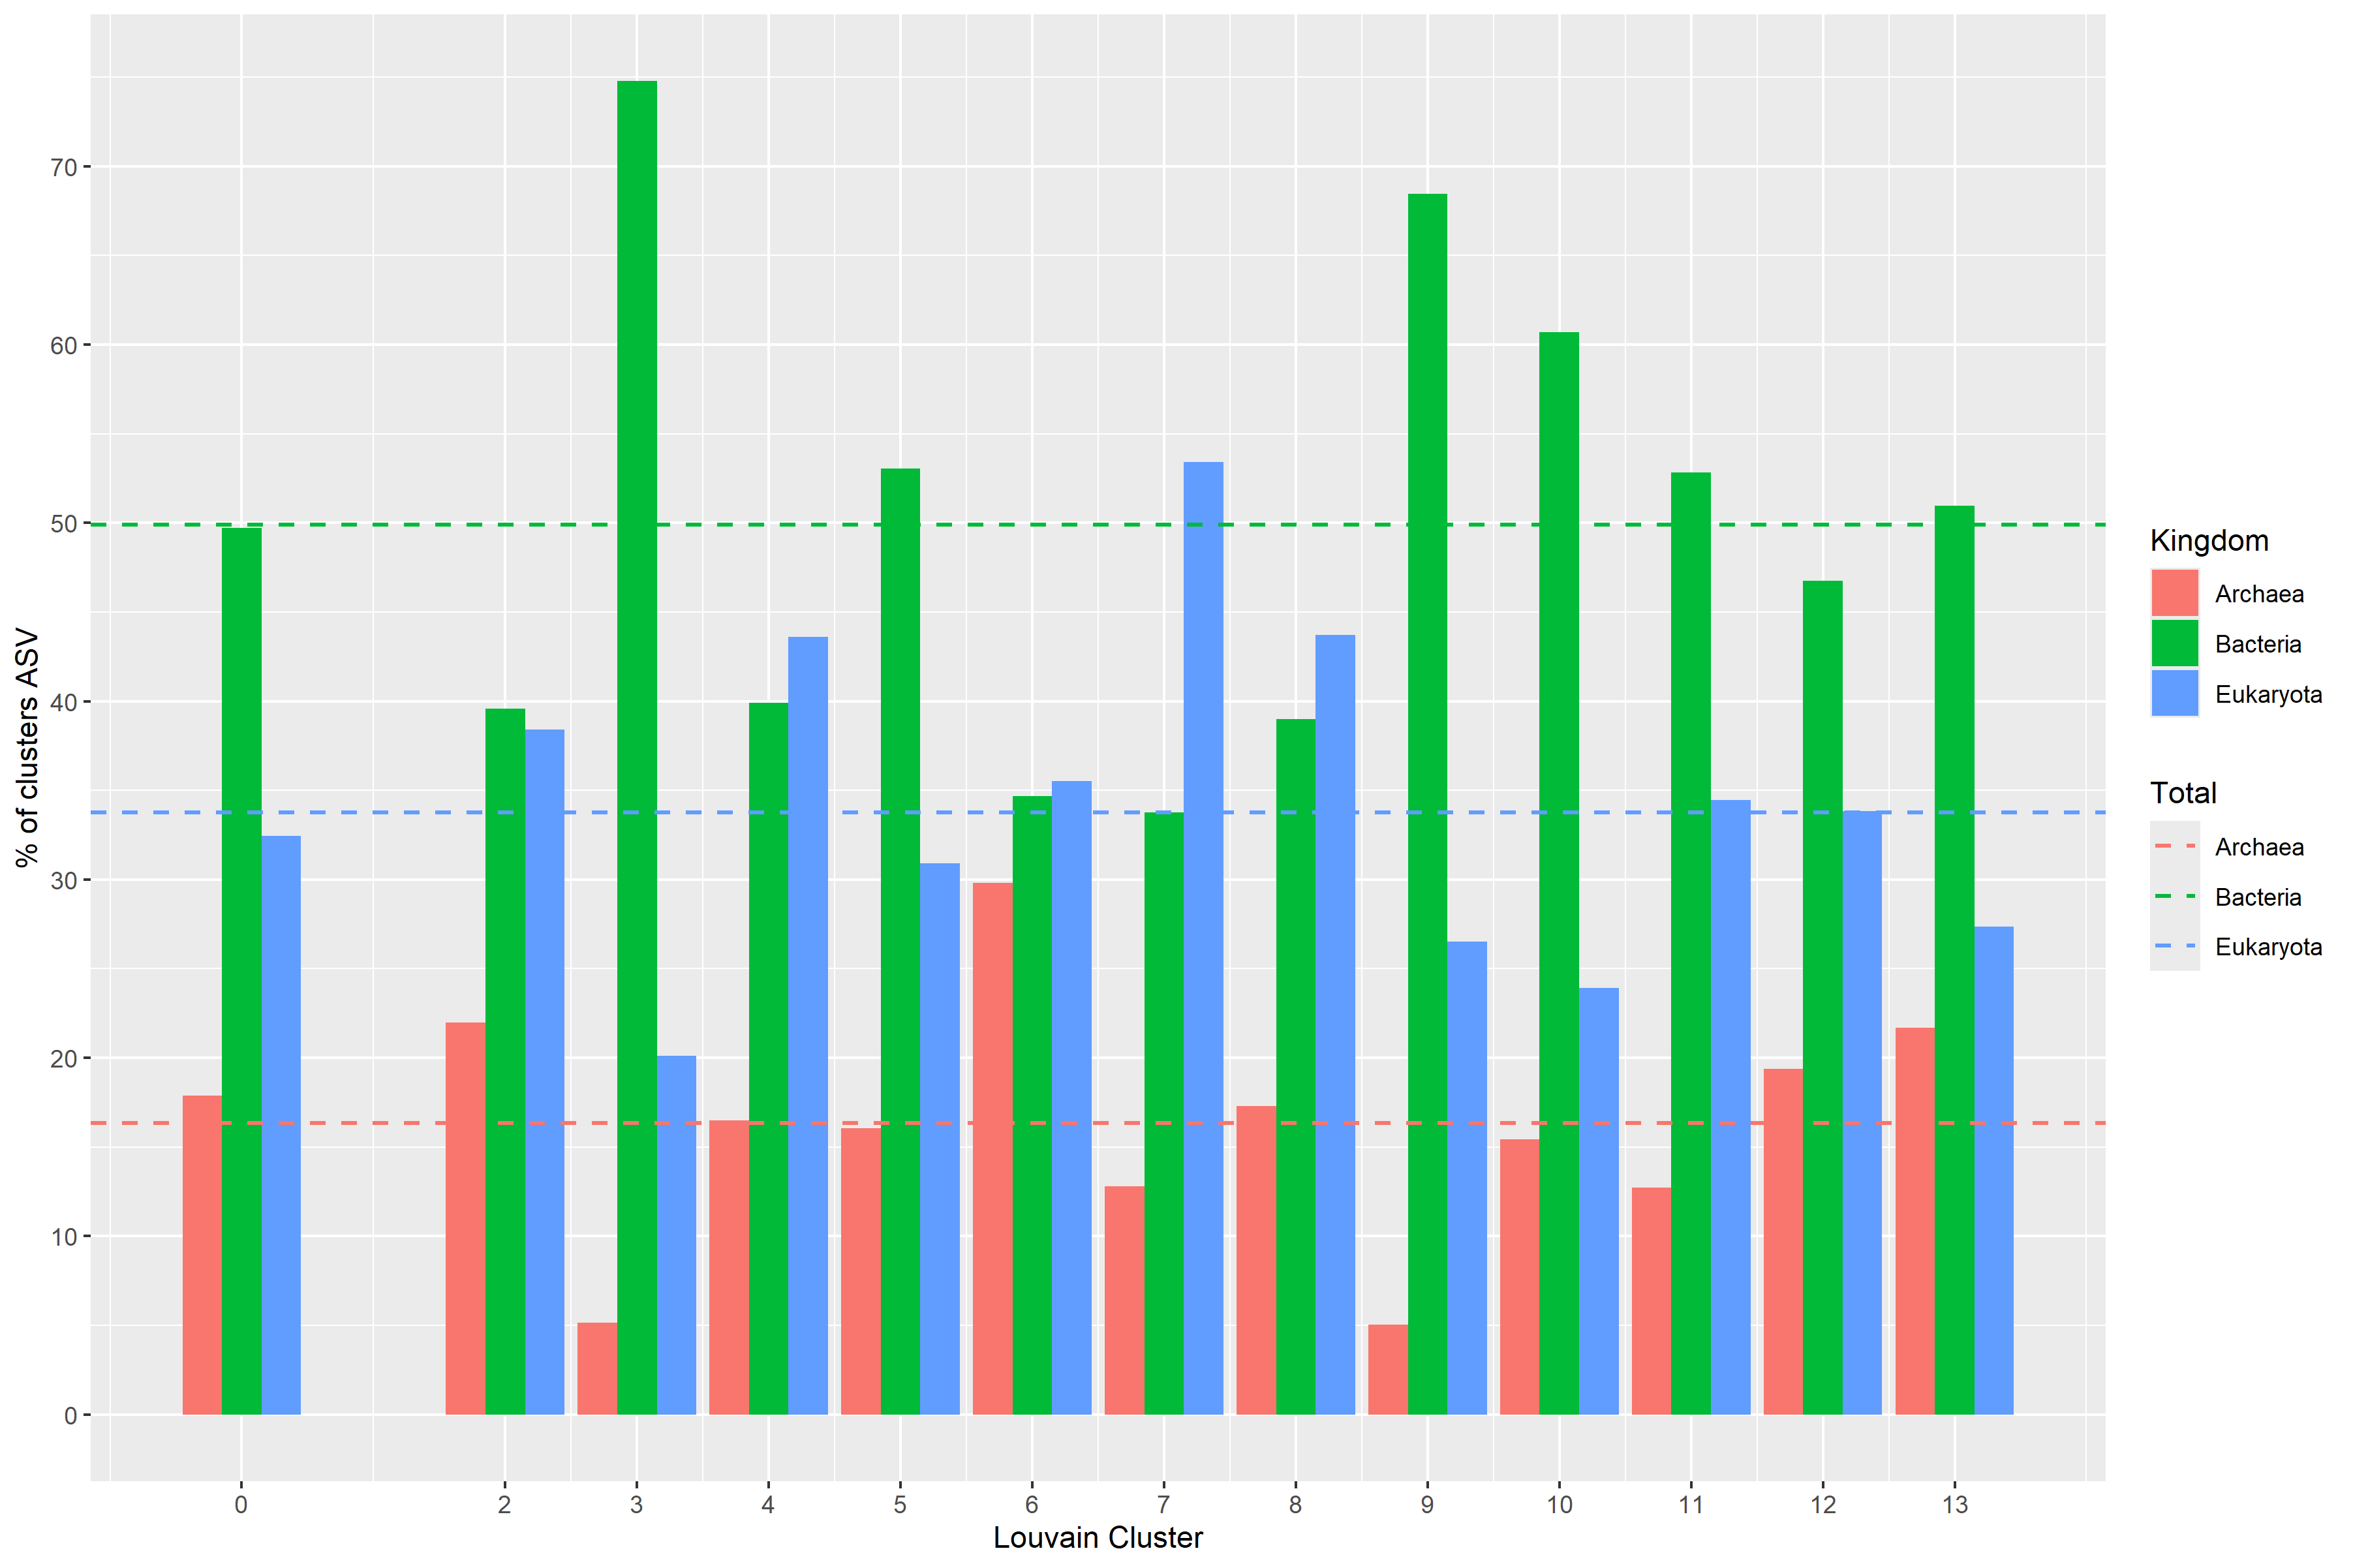 % of clusters ASV
70
60
50
40
30
20
10
0
0 2 3 4 5 6 7 8 9 10 11 12 13
Louvain Cluster
Kingdom
Archaea
Bacteria
Eukaryota
Total
Archaea
Bacteria
Eukaryota